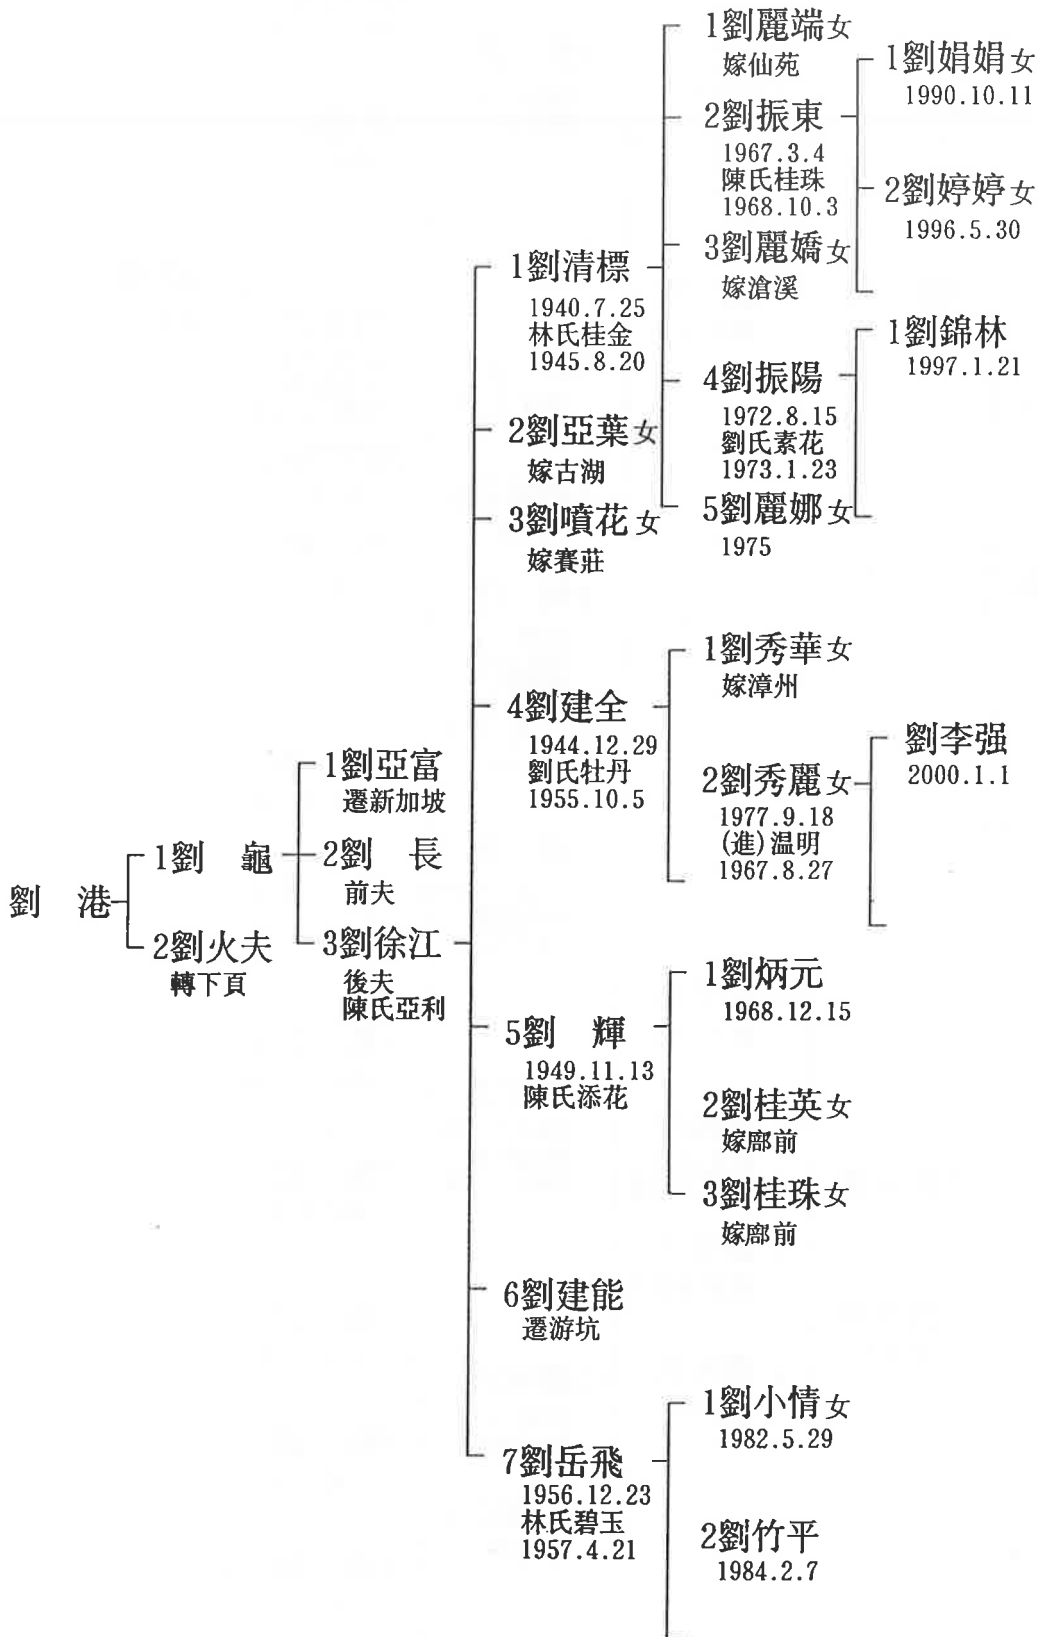 劉　港
1劉　龜
2劉火夫
轉下頁
1劉亞富
遷新加坡
2劉　長
前夫
3劉徐江
後夫
陳氏亞利
1劉清標
1940.7.25
林氏桂金
1945.8.20
2劉亞葉女
嫁古湖
3劉噴花女
嫁賽莊
4劉建全
1944.12.29
劉氏牡丹
1955.10.5
5劉　輝
1949.11.13
陳氏添花
6劉建能
遷游坑
7劉岳飛
1956.12.23
林氏碧玉
1957.4.21
1劉麗端女
嫁仙苑
2劉振東
1967.3.4
陳氏桂珠
1968.10.3
3劉麗嬌女
嫁滄溪
4劉振陽
1972.8.15
劉氏素花
1973.1.23
5劉麗娜女
1975
1劉秀華女
嫁漳州
2劉秀麗女
1977.9.18
(進)温明
1967.8.27
1劉炳元
1968.12.15
2劉桂英女
嫁廍前
3劉桂珠女
嫁廍前
1劉小情女
1982.5.29
2劉竹平
1984.2.7
1劉娟娟女
1990.10.11
2劉婷婷女
1996.5.30
1劉錦林
1997.1.21
劉李强
2000.1.1